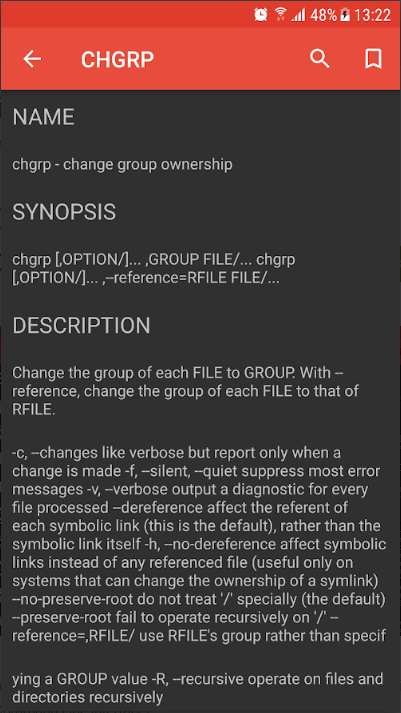 48% 13:22
CHGRP
NAME
chgrp - change group ownership
SYNOPSIS
chgrp [,OPTION/]... ,GROUP FILE/... chgrp
[,OPTION/]... ,--reference=RFILE FILE/...
DESCRIPTION
Change the group of each FILE to GROUP. With --
reference, change the group of each FILE to that of
RFILE.
-c, --changes like verbose but report only when a
change is made -f, --silent, --quiet suppress most error
messages -v, --verbose output a diagnostic for every
file processed --dereference affect the referent of
each symbolic link (this is the default), rather than the
symbolic link itself -h, --no-dereference affect symbolic
links instead of any referenced file (useful only on
systems that can change the ownership of a symlink)
--no-preserve-root do not treat '/' specially (the default)
--preserve-root fail to operate recursively on '/' --
reference=,RFILE/ use RFILE's group rather than specif
ying a GROUP value -R, --recursive operate on files and
directories recursively